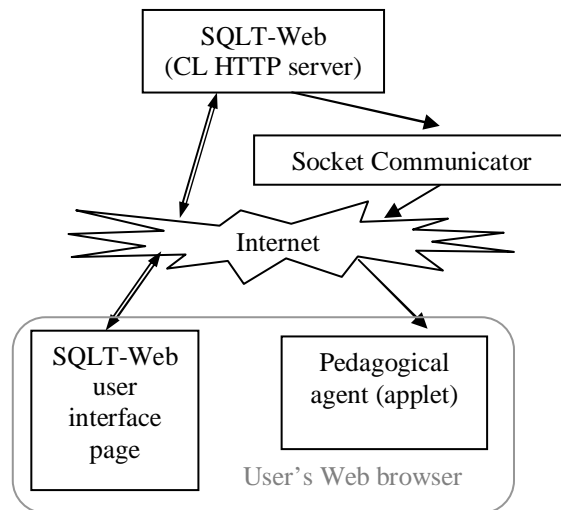 SQLT-Web
(CL HTTP server)
Socket Communicator
Internet
SQLT-Web
user
interface
page
Pedagogical
agent (applet)
User's Web browser